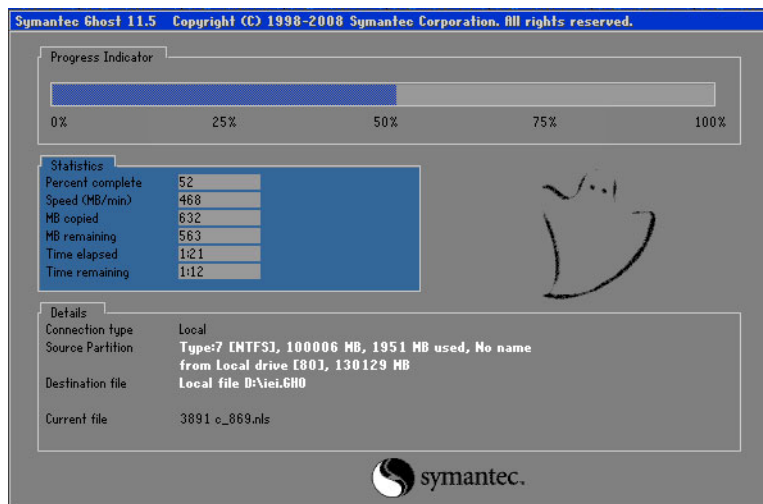 Symantec Ghost 11.5 Copyright (C) 1998-2008 Symantec Corporation. All rights reserved.
Progress Indicator
0% 25% 50% 75% 100%
Statistics
Percent complete 52
Speed (MB/min) 468
MB copied 632
MB remaining 563
Time elapsed 1:21
Time remaining 1:12
Details
Connection type Local
Source Partition Type:7 [NTFS], 100006 MB, 1951 MB used, No name
from Local drive [80], 130129 MB
Destination file Local file D:\iei.GHO
Current file 3891 c_869.nls
symantec.